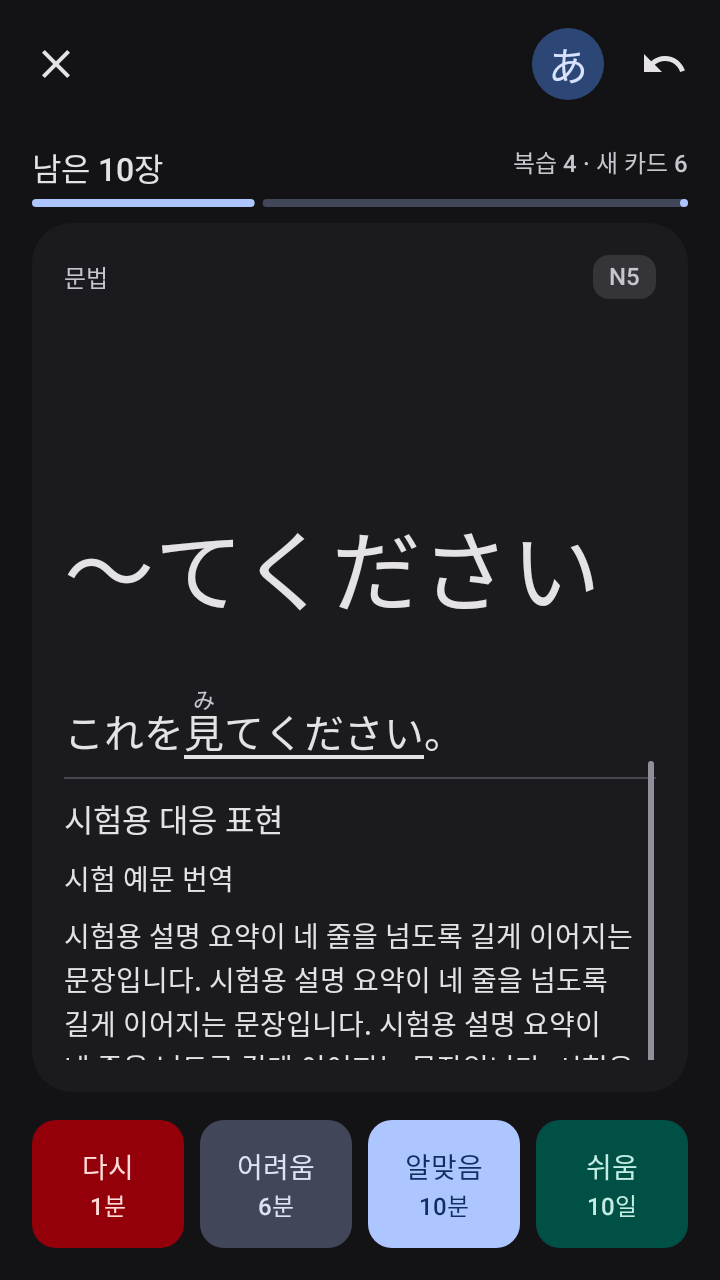 あ
남은 10장
복습 4 · 새 카드 6
문법
N5
～てください
み
これを見てください。
시험용 대응 표현
시험 예문 번역
시험용 설명 요약이 네 줄을 넘도록 길게 이어지는
문장입니다. 시험용 설명 요약이 네 줄을 넘도록
길게 이어지는 문장입니다. 시험용 설명 요약이
다시
1분
어려움
6분
알맞음
10분
쉬움
10일